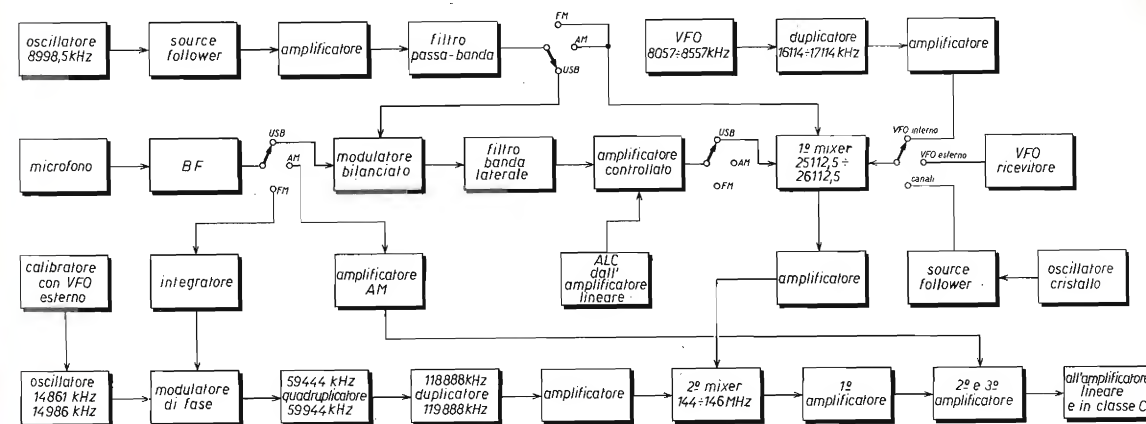 oscillatore
8998,5kHz
source
follower
amplificatore
filtro
passa-banda
FM
AM
USB
VFO
8057÷8557kHz
duplicatore
16114÷17114 kHz
amplificatore
microfono
BF
USB
AM
FM
modulatore
bilanciato
filtro
banda
laterale
amplificatore
controllato
USB
AM
FM
1º mixer
25112,5 ÷
26112,5
VFO interno
VFO esterno
canali
VFO
ricevitore
calibratore
con VFO
esterno
integratore
amplificatore
AM
ALC
dall'
amplificatore
lineare
amplificatore
source
follower
oscillatore
cristallo
oscillatore
14861 kHz
14986 kHz
modulatore
di fase
59444 kHz
quadruplicatore
59944 kHz
118888kHz
duplicatore
119888kHz
amplificatore
2º mixer
144÷146MHz
1º
amplificatore
2º e 3º
amplificatore
all'amplificatore
lineare
e in classe C